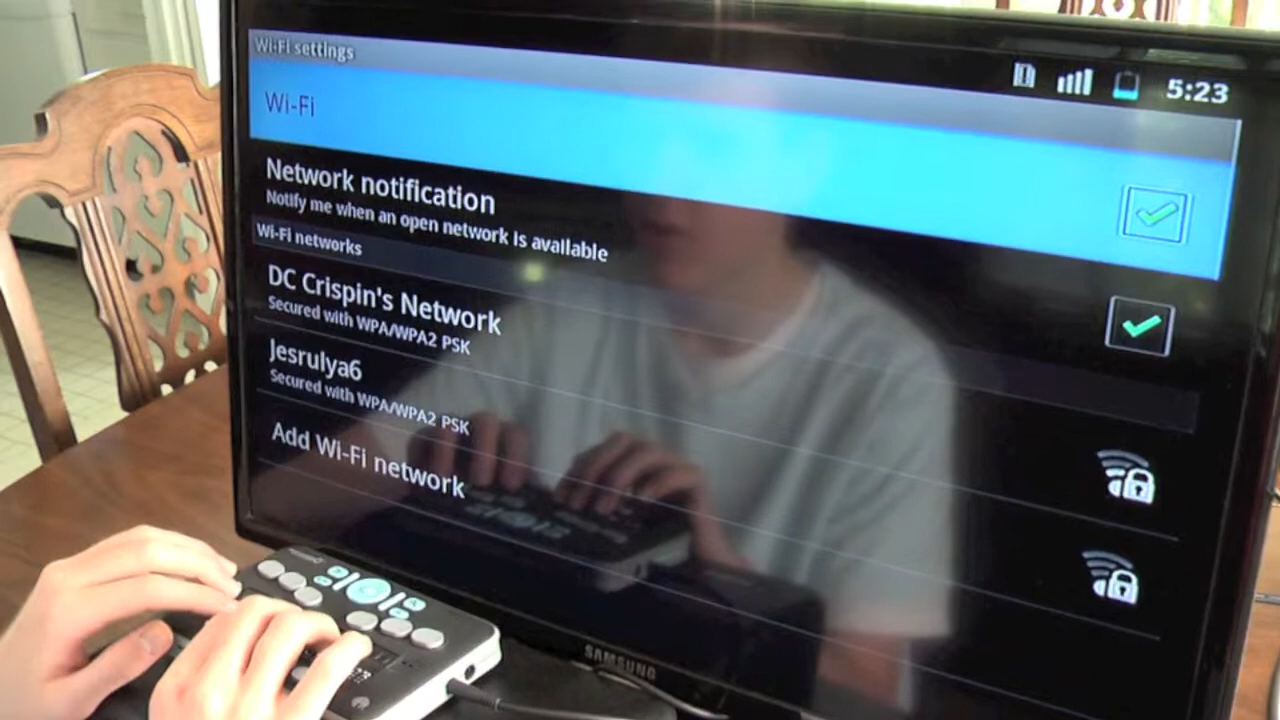 Wi-Fi settings
5:23
Wi-Fi
Network notification
Notify me when an open network is available
Wi-Fi networks
DC Crispin's Network
Secured with WPA/WPA2 PSK
Jesrulya6
Secured with WPA/WPA2 PSK
Add Wi-Fi network
SAMSUNG